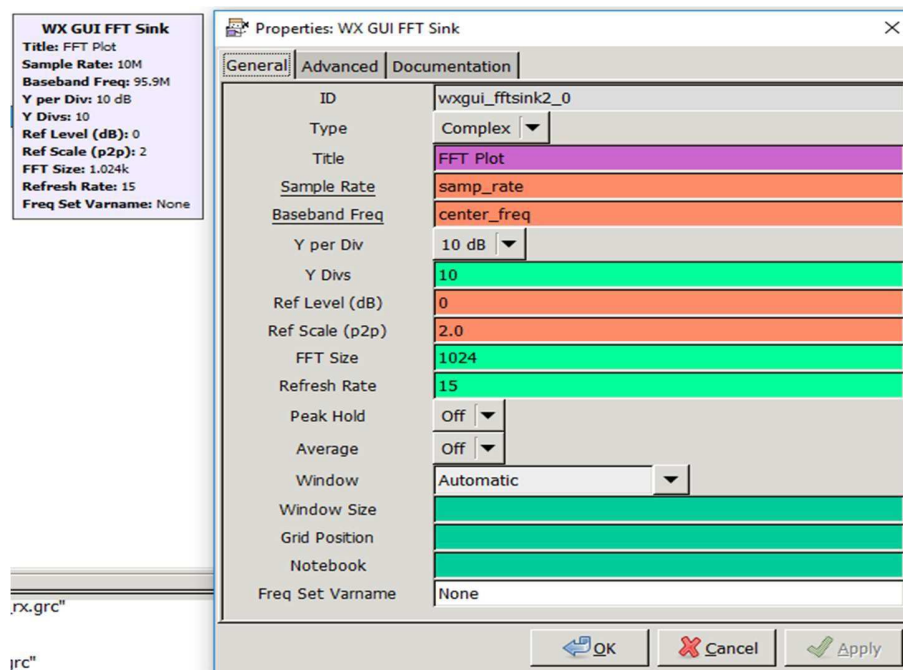 WX GUI FFT Sink
Title: FFT Plot
Sample Rate: 10M
Baseband Freq: 95.9M
Y per Div: 10 dB
Y Divs: 10
Ref Level (dB): 0
Ref Scale (p2p): 2
FFT Size: 1.024k
Refresh Rate: 15
Freq Set Varname: None
Properties: WX GUI FFT Sink
General Advanced Documentation
ID wxgui_fftsink2_0
Type Complex
Title FFT Plot
Sample Rate samp_rate
Baseband Freq center_freq
Y per Div 10 dB
Y Divs 10
Ref Level (dB) 0
Ref Scale (p2p) 2.0
FFT Size 1024
Refresh Rate 15
Peak Hold Off
Average Off
Window Automatic
Window Size
Grid Position
Notebook
Freq Set Varname None
OK Cancel Apply
_rx.grc"
grc"